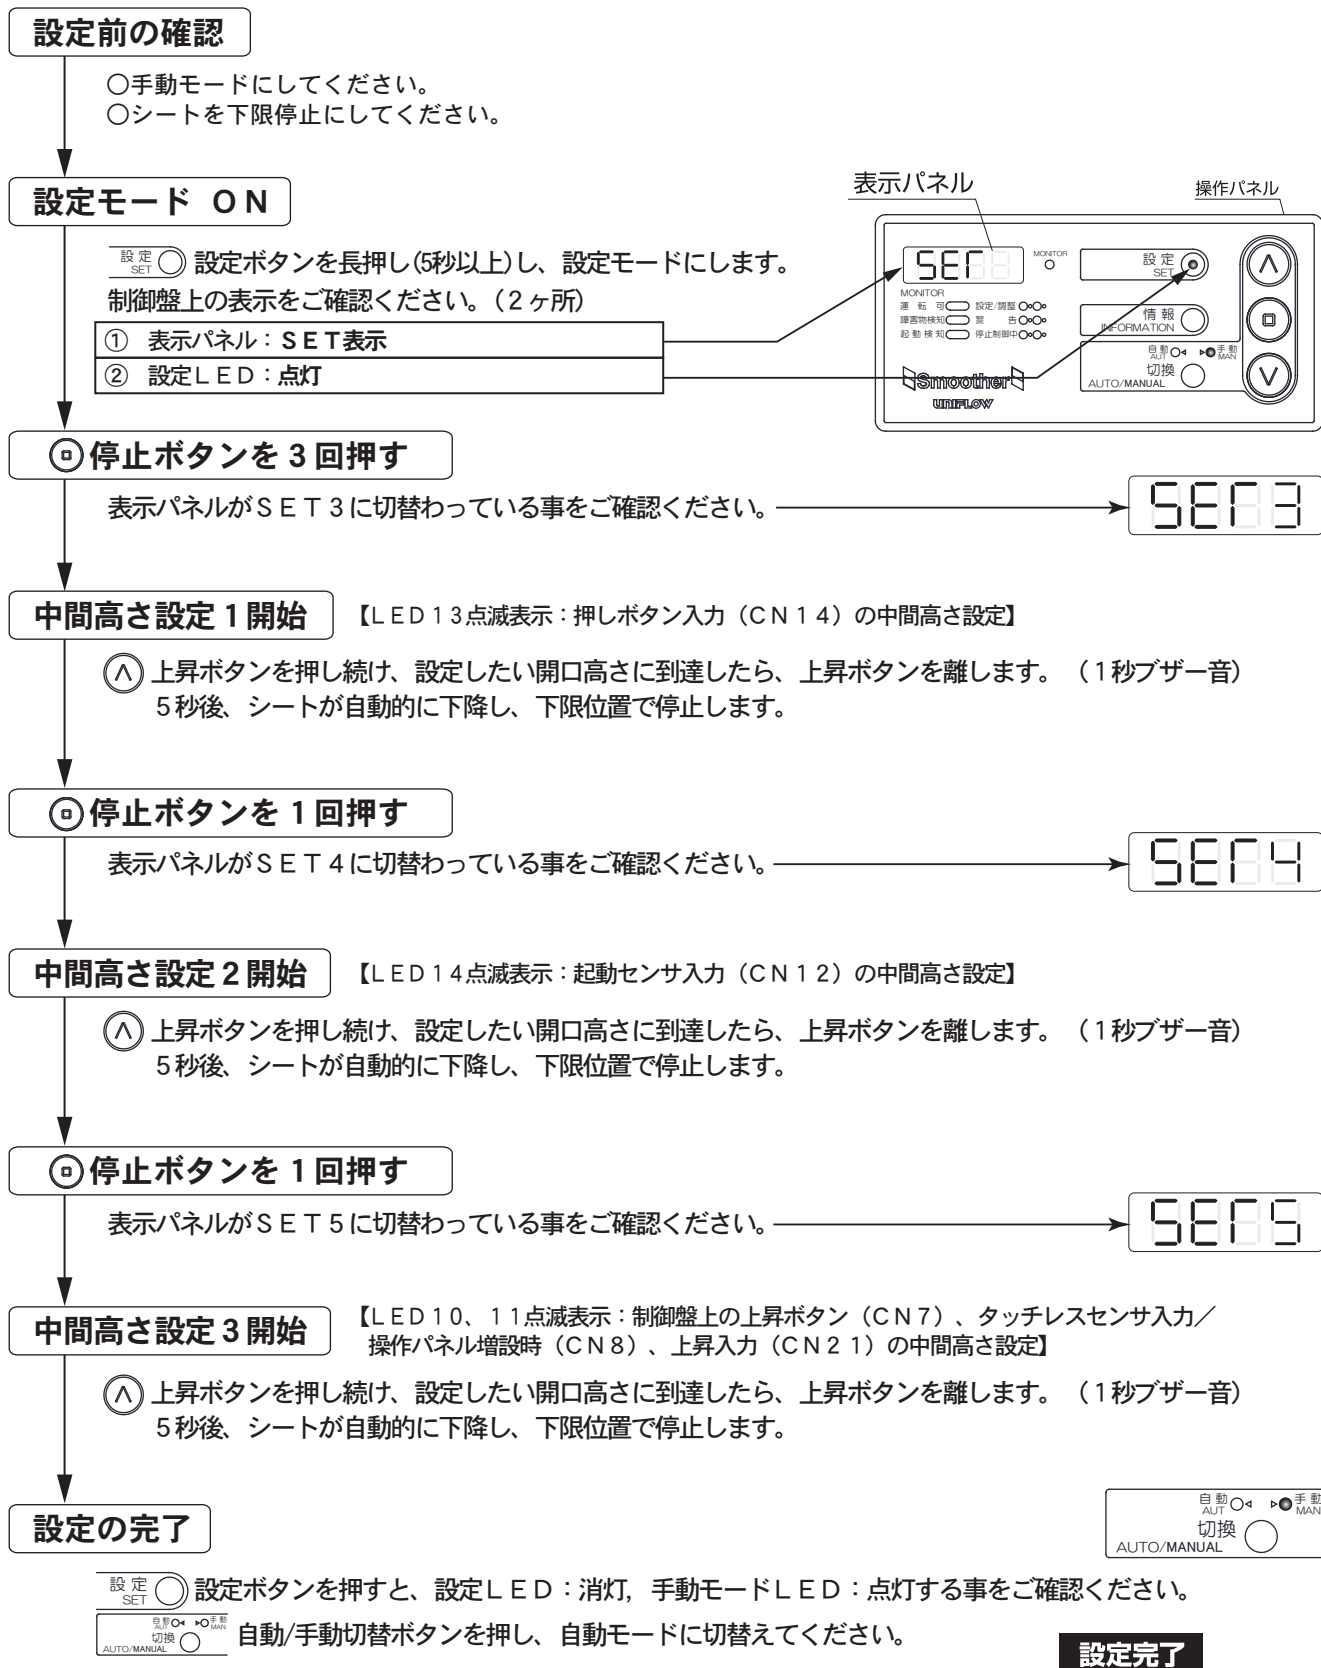 設定前の確認
○手動モードにしてください。
○シートを下限停止にしてください。
設定モード ON
設定 SET 設定ボタンを長押し(5秒以上)し、設定モードにします。
制御盤上の表示をご確認ください。(2ヶ所)
① 表示パネル：SET表示
② 設定LED：点灯
表示パネル
操作パネル
SET
MONITOR
MONITOR
運転可 設定/調整
障害物検知 警告
起動検知 停止制御中
Smoother
UNIFLOW
設定
SET
情報
INFORMATION
自動 AUT 手動 MAN
切換
AUTO/MANUAL
停止ボタンを3回押す
表示パネルがSET3に切替わっている事をご確認ください。
SET3
中間高さ設定1開始 【LED13点滅表示：押しボタン入力（CN14）の中間高さ設定】
上昇ボタンを押し続け、設定したい開口高さに到達したら、上昇ボタンを離します。（1秒ブザー音）
5秒後、シートが自動的に下降し、下限位置で停止します。
停止ボタンを1回押す
表示パネルがSET4に切替わっている事をご確認ください。
SET4
中間高さ設定2開始 【LED14点滅表示：起動センサ入力（CN12）の中間高さ設定】
上昇ボタンを押し続け、設定したい開口高さに到達したら、上昇ボタンを離します。（1秒ブザー音）
5秒後、シートが自動的に下降し、下限位置で停止します。
停止ボタンを1回押す
表示パネルがSET5に切替わっている事をご確認ください。
SET5
中間高さ設定3開始 【LED10、11点滅表示：制御盤上の上昇ボタン（CN7）、タッチレスセンサ入力／
操作パネル増設時（CN8）、上昇入力（CN21）の中間高さ設定】
上昇ボタンを押し続け、設定したい開口高さに到達したら、上昇ボタンを離します。（1秒ブザー音）
5秒後、シートが自動的に下降し、下限位置で停止します。
設定の完了
自動 AUT 手動 MAN
切換
AUTO/MANUAL
設定 SET 設定ボタンを押すと、設定LED：消灯, 手動モードLED：点灯する事をご確認ください。
自動 AUT 手動 MAN
切換
AUTO/MANUAL 自動/手動切替ボタンを押し、自動モードに切替えてください。
設定完了